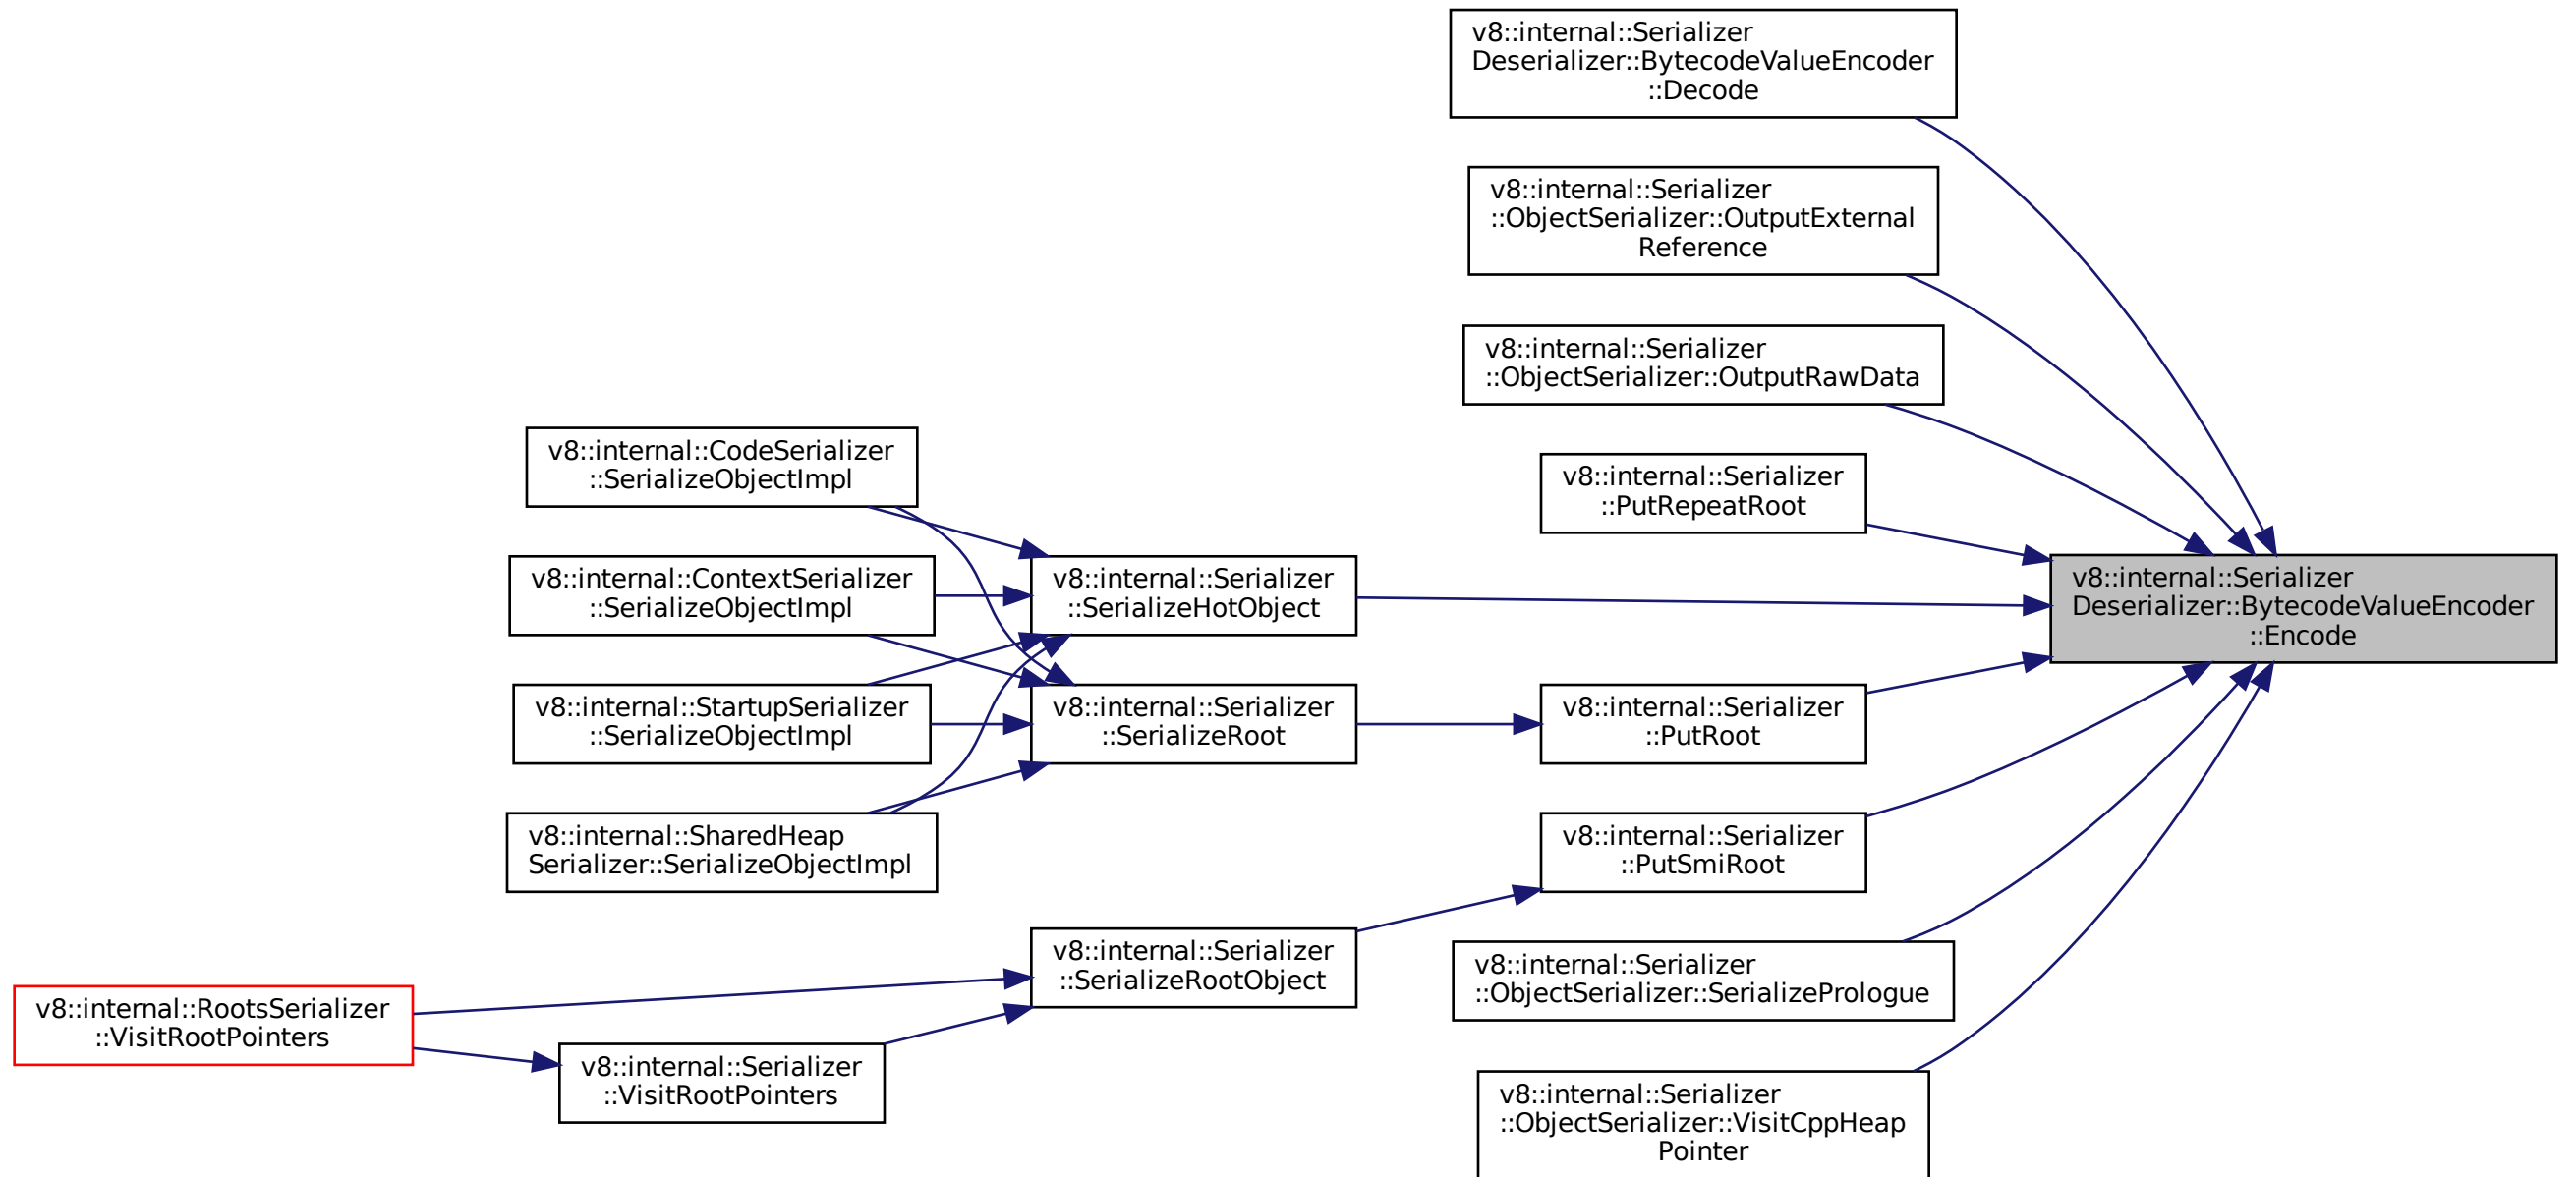 v8::internal::Serializer
Deserializer::BytecodeValueEncoder
::Decode
v8::internal::Serializer
::ObjectSerializer::OutputExternal
Reference
v8::internal::Serializer
::ObjectSerializer::OutputRawData
v8::internal::CodeSerializer
::SerializeObjectImpl
v8::internal::Serializer
::PutRepeatRoot
v8::internal::ContextSerializer
::SerializeObjectImpl
v8::internal::Serializer
::SerializeHotObject
v8::internal::Serializer
Deserializer::BytecodeValueEncoder
::Encode
v8::internal::StartupSerializer
::SerializeObjectImpl
v8::internal::Serializer
::SerializeRoot
v8::internal::Serializer
::PutRoot
v8::internal::SharedHeap
Serializer::SerializeObjectImpl
v8::internal::Serializer
::PutSmiRoot
v8::internal::Serializer
::SerializeRootObject
v8::internal::Serializer
::ObjectSerializer::SerializePrologue
v8::internal::RootsSerializer
::VisitRootPointers
v8::internal::Serializer
::VisitRootPointers
v8::internal::Serializer
::ObjectSerializer::VisitCppHeap
Pointer